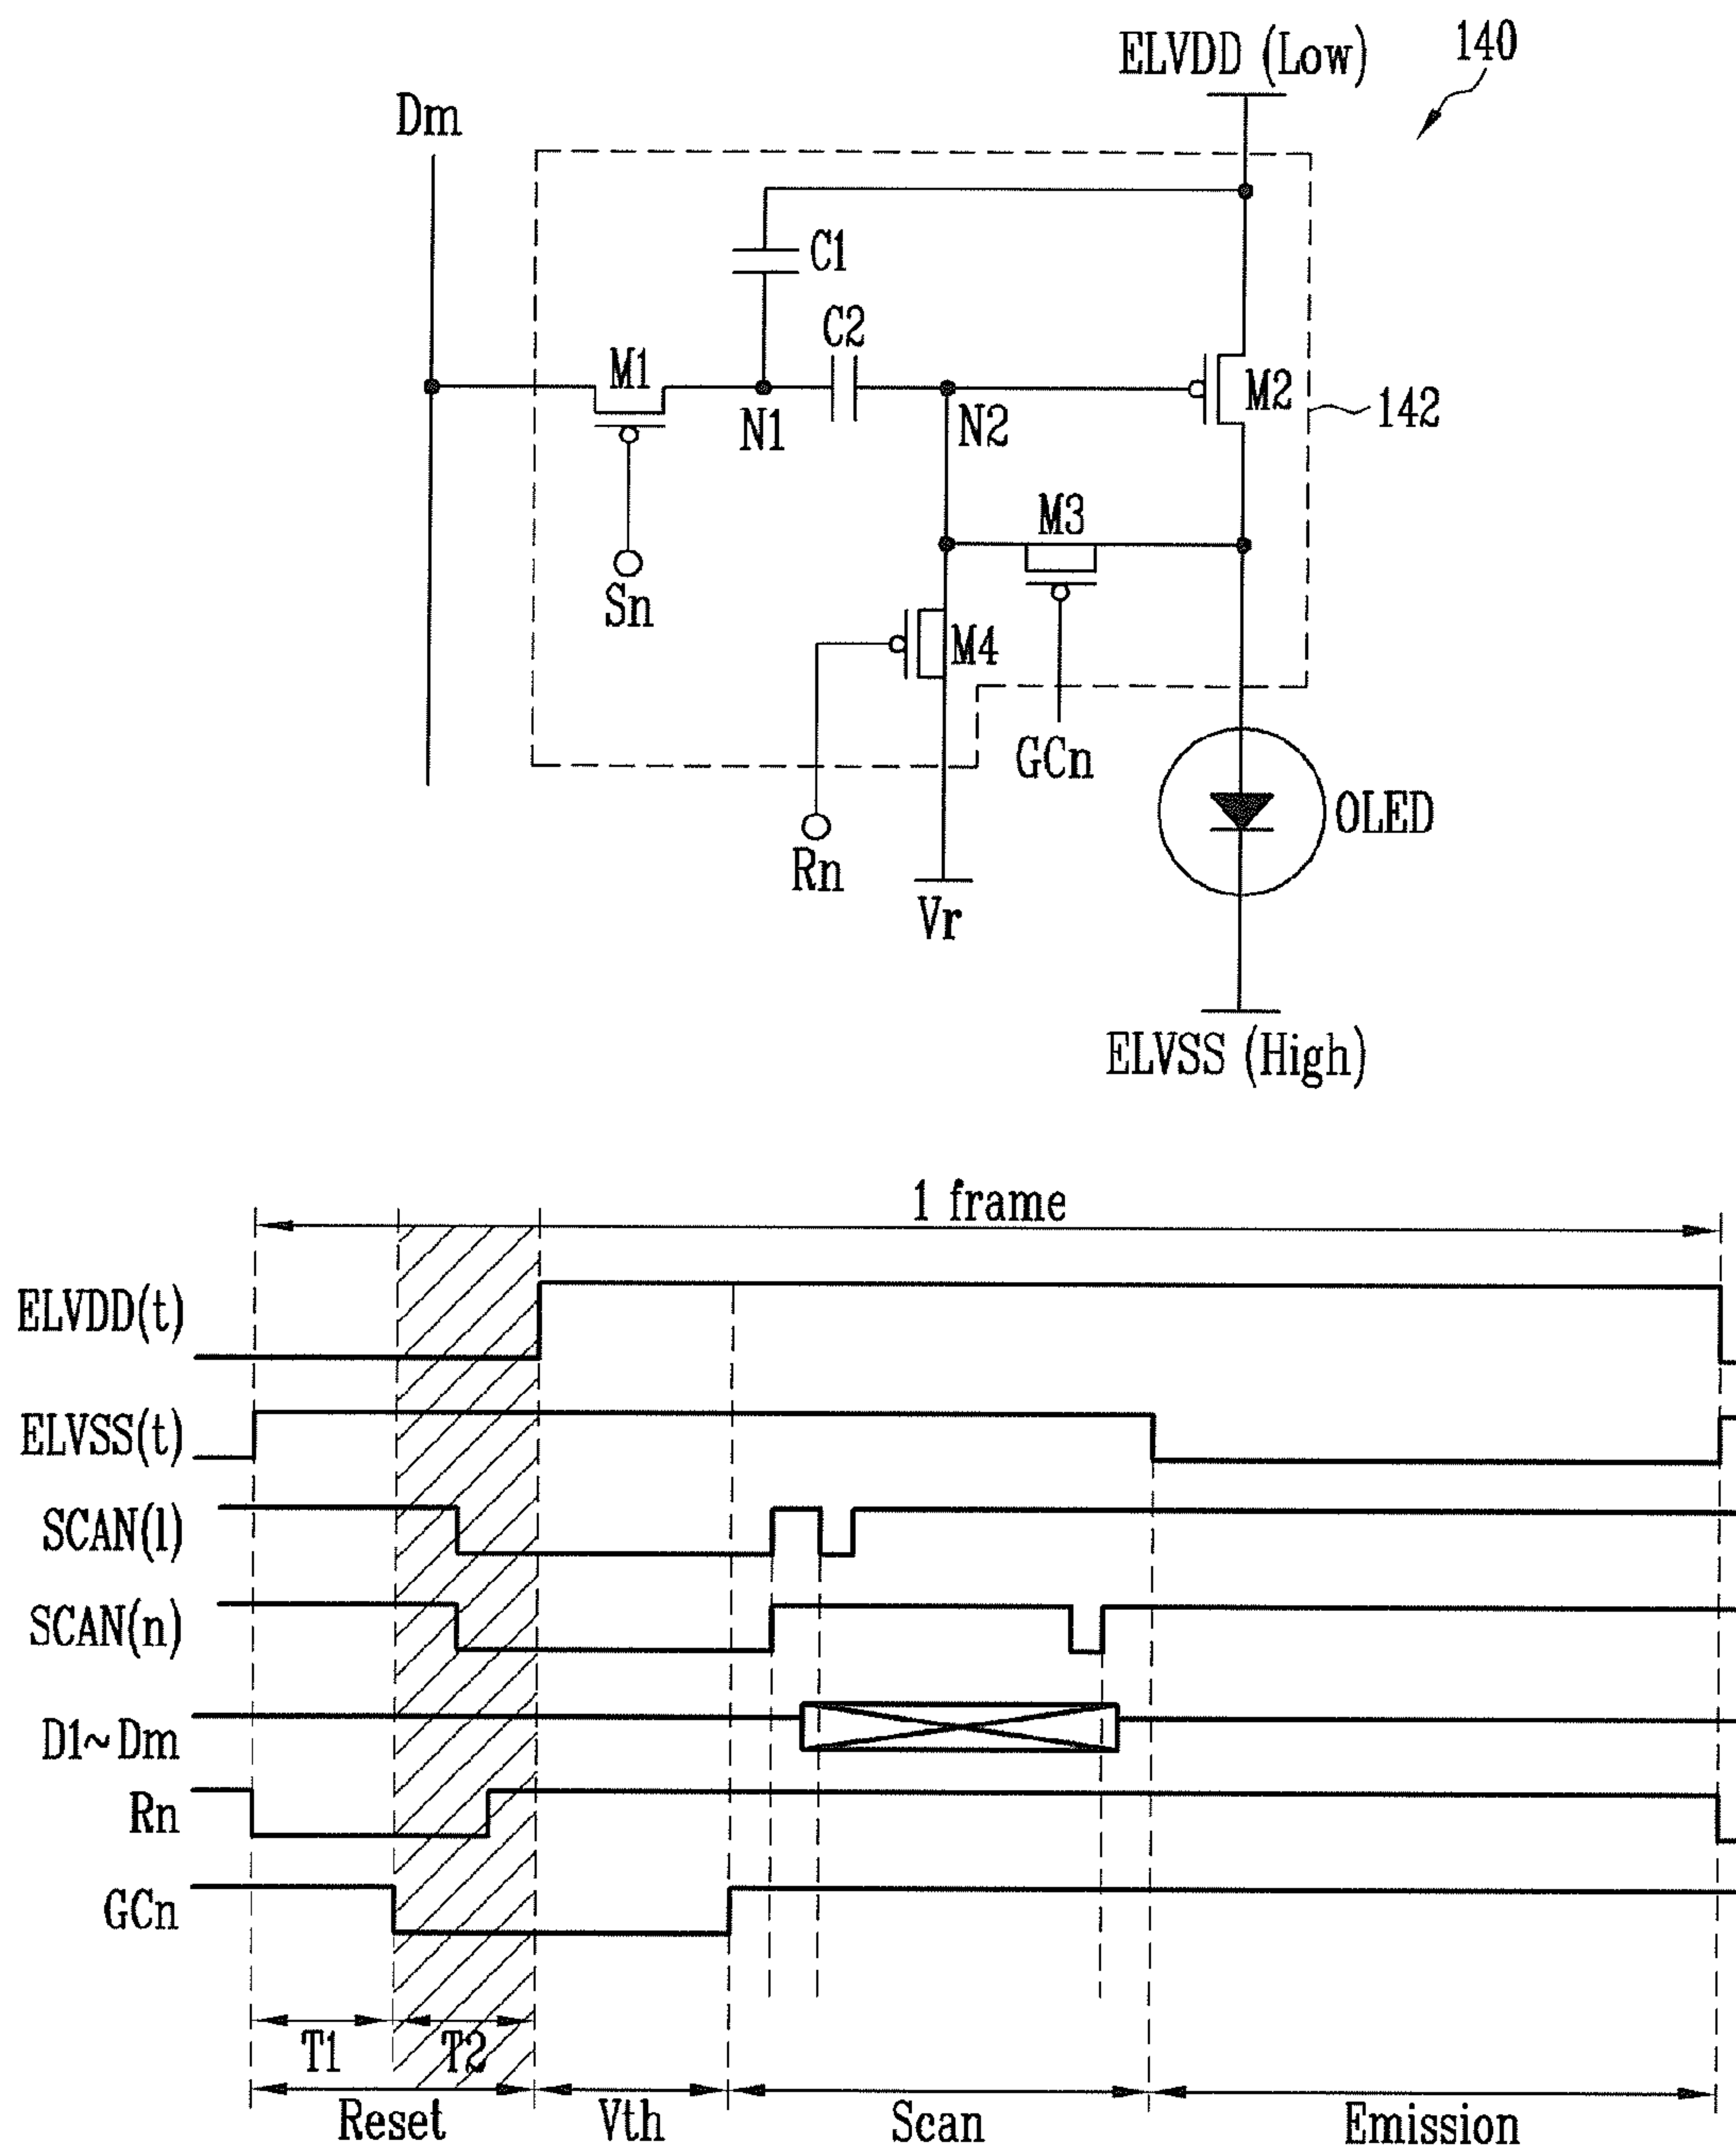 ELVDD (Low)
140
Dm
C1
C2
M1
N1
N2
M2
142
M3
Sn
M4
GCn
OLED
Rn
Vr
ELVSS (High)
1 frame
ELVDD(t)
ELVSS(t)
SCAN(1)
SCAN(n)
D1~Dm
Rn
GCn
T1
T2
Reset
Vth
Scan
Emission